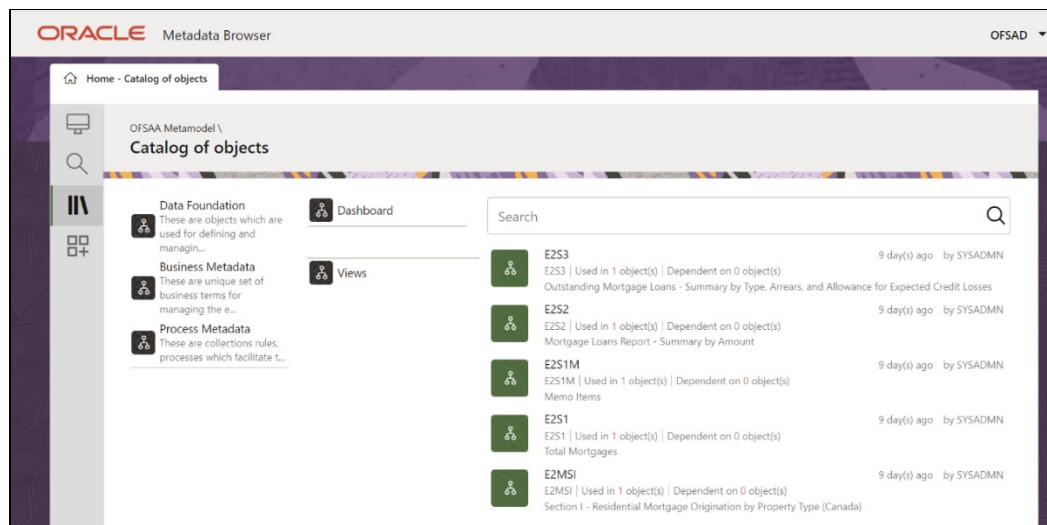 ORACLE Metadata Browser
OFSAD
Home - Catalog of objects
OFSAA Metamodel \
Catalog of objects
Data Foundation
These are objects which are
used for defining and
managin...
Business Metadata
These are unique set of
business terms for
managing the e...
Process Metadata
These are collections rules,
processes which facilitate t...
Dashboard
Views
Search
E2S3 9 day(s) ago by SYSADMN
E2S3 | Used in 1 object(s) | Dependent on 0 object(s)
Outstanding Mortgage Loans - Summary by Type, Arrears, and Allowance for Expected Credit Losses
E2S2 9 day(s) ago by SYSADMN
E2S2 | Used in 1 object(s) | Dependent on 0 object(s)
Mortgage Loans Report - Summary by Amount
E2S1M 9 day(s) ago by SYSADMN
E2S1M | Used in 1 object(s) | Dependent on 0 object(s)
Memo Items
E2S1 9 day(s) ago by SYSADMN
E2S1 | Used in 1 object(s) | Dependent on 0 object(s)
Total Mortgages
E2MSI 9 day(s) ago by SYSADMN
E2MSI | Used in 1 object(s) | Dependent on 0 object(s)
Section I - Residential Mortgage Origination by Property Type (Canada)